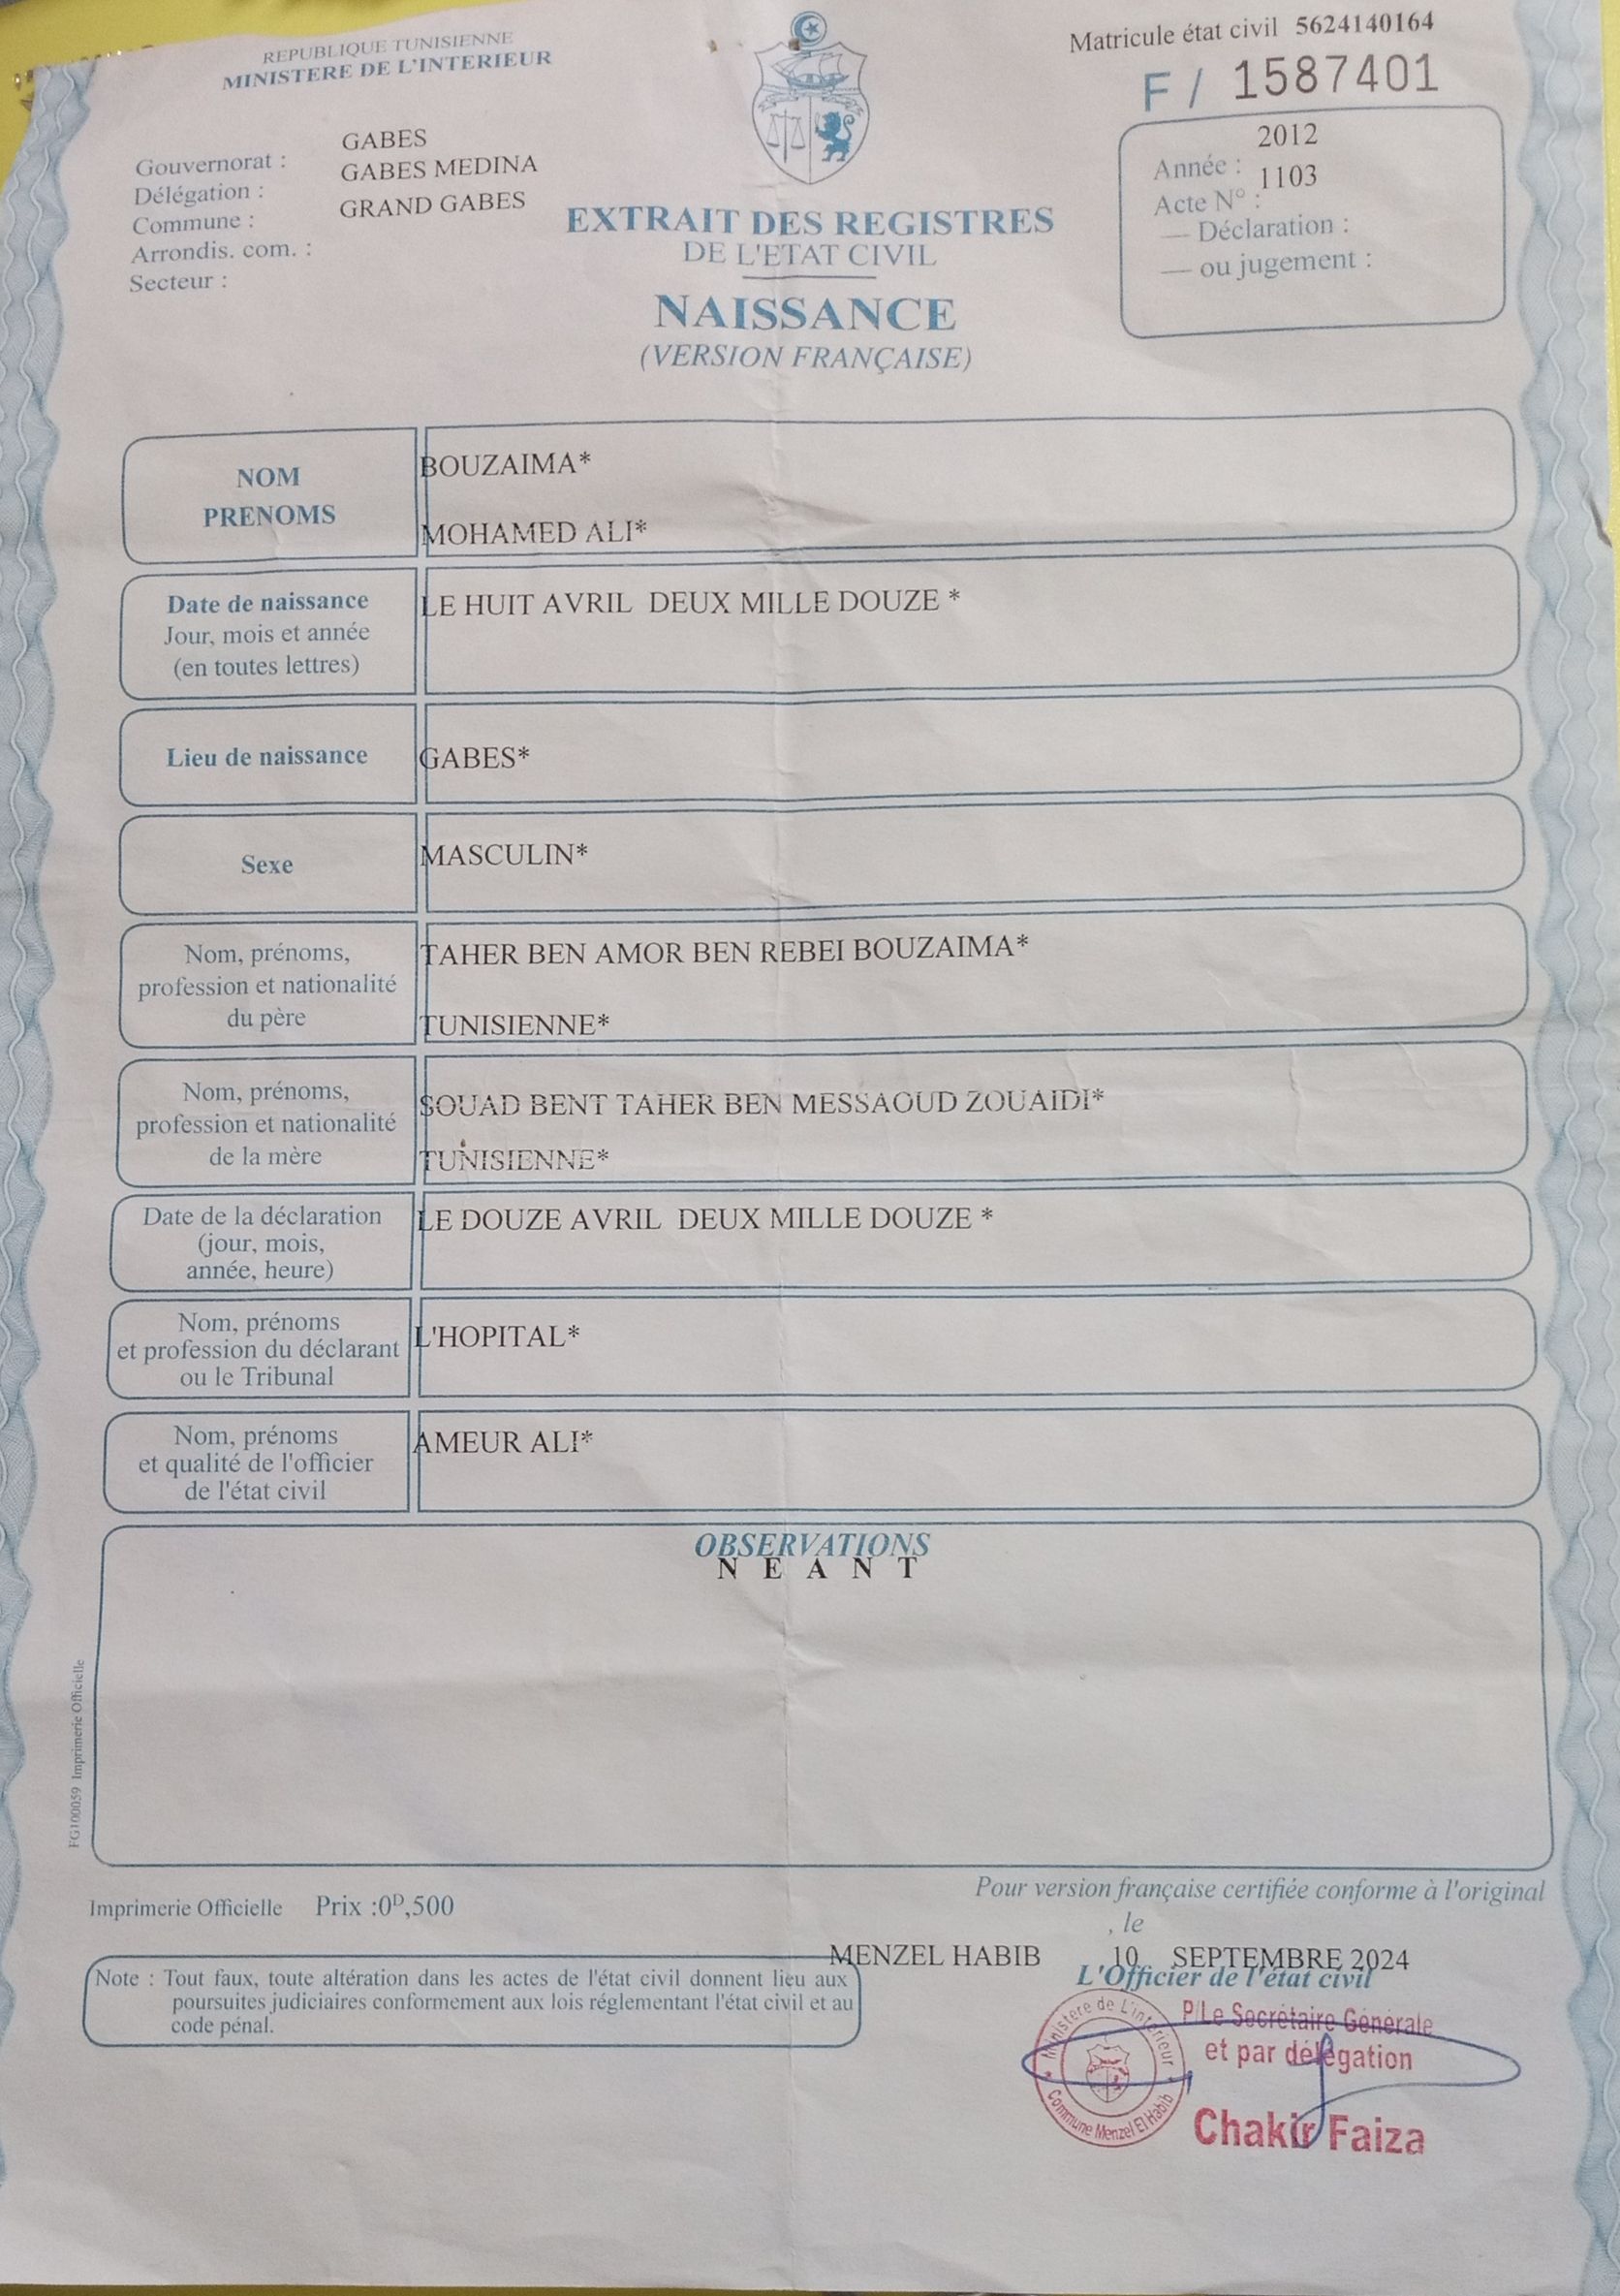 REPUBLIQUE TUNISIENNE
MINISTERE DE L'INTERIEUR
Matricule état civil 5624140164
F / 1587401
Gouvernorat : GABES
Délégation : GABES MEDINA
Commune : GRAND GABES
Arrondis. com. :
Secteur :
EXTRAIT DES REGISTRES
DE L'ETAT CIVIL
NAISSANCE
(VERSION FRANÇAISE)
Année : 2012
Acte N° : 1103
— Déclaration :
— ou jugement :
NOM
PRENOMS
BOUZAIMA*
MOHAMED ALI*
Date de naissance
Jour, mois et année
(en toutes lettres)
LE HUIT AVRIL DEUX MILLE DOUZE *
Lieu de naissance
GABES*
Sexe
MASCULIN*
Nom, prénoms,
profession et nationalité
du père
TAHER BEN AMOR BEN REBEI BOUZAIMA*
TUNISIENNE*
Nom, prénoms,
profession et nationalité
de la mère
SOUAD BENT TAHER BEN MESSAOUD ZOUAIDI*
TUNISIENNE*
Date de la déclaration
(jour, mois,
année, heure)
LE DOUZE AVRIL DEUX MILLE DOUZE *
Nom, prénoms
et profession du déclarant
ou le Tribunal
L'HOPITAL*
Nom, prénoms
et qualité de l'officier
de l'état civil
AMEUR ALI*
OBSERVATIONS
N E A N T
FG100059 Imprimerie Officielle
Imprimerie Officielle Prix :0D,500
Pour version française certifiée conforme à l'original
, le
MENZEL HABIB 10 SEPTEMBRE 2024
L'Officier de l'état civil
Note : Tout faux, toute altération dans les actes de l'état civil donnent lieu aux
poursuites judiciaires conformement aux lois réglementant l'état civil et au
code pénal.
Ministère de L'intérieur
Commune Menzel El Habib
P/Le Secrétaire Générale
et par délégation
Chakir Faiza